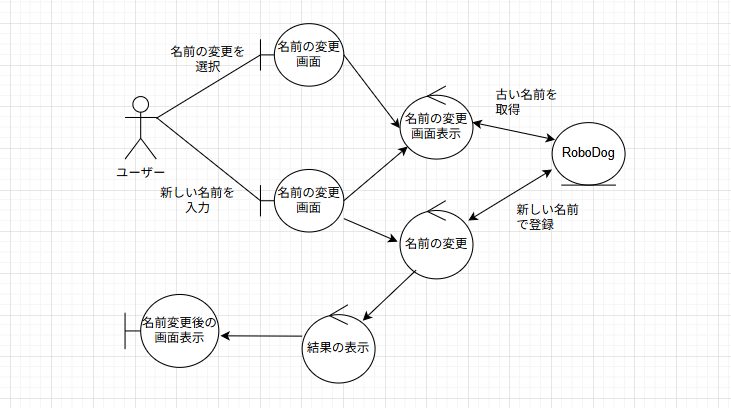 名前の変更を
選択
名前の変更
画面
名前の変更
画面表示
古い名前を
取得
RoboDog
ユーザー
新しい名前を
入力
名前の変更
画面
新しい名前
で登録
名前の変更
名前変更後の
画面表示
結果の表示